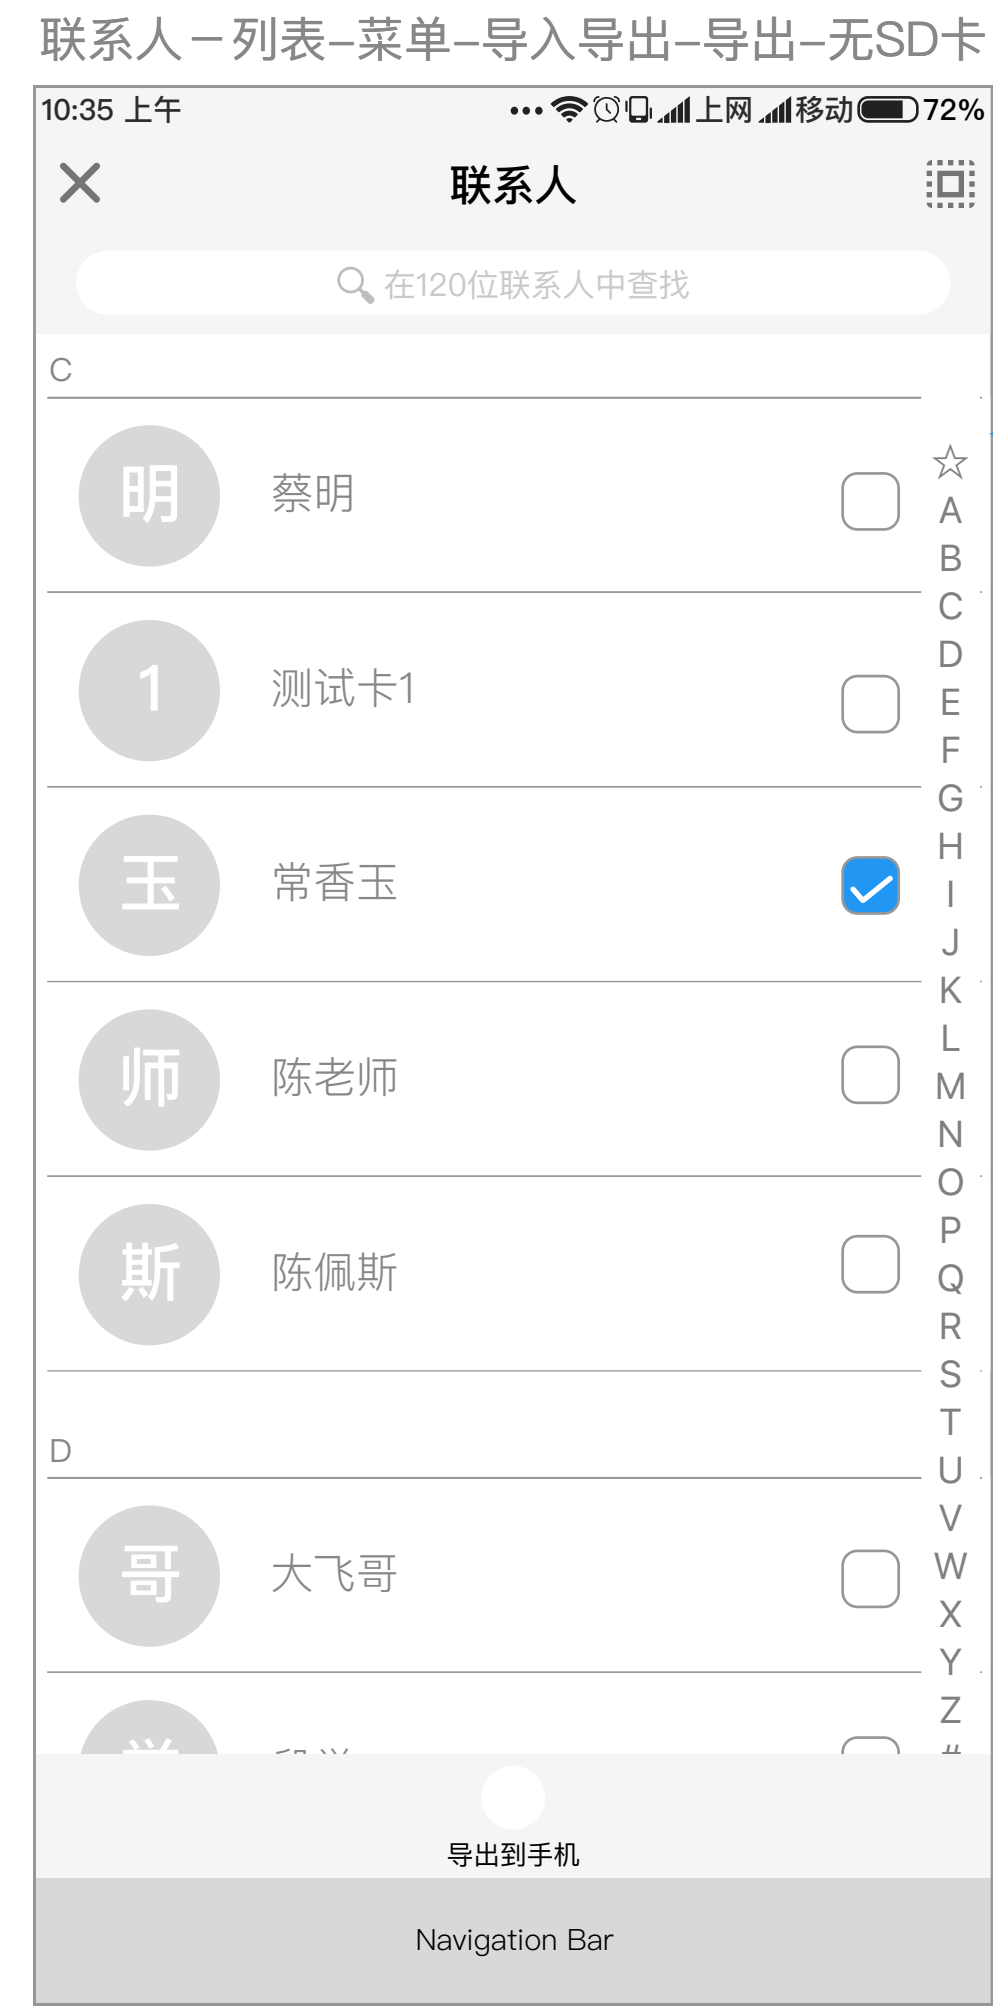 联系人－列表–菜单–导入导出–导出–无SD卡
10:35 上午
上网
移动
72%
联系人
在120位联系人中查找
C
明
蔡明
1
测试卡1
玉
常香玉
师
陈老师
斯
陈佩斯
D
哥
大飞哥
☆
A
B
C
D
E
F
G
H
I
J
K
L
M
N
O
P
Q
R
S
T
U
V
W
X
Y
Z
#
导出到手机
Navigation Bar